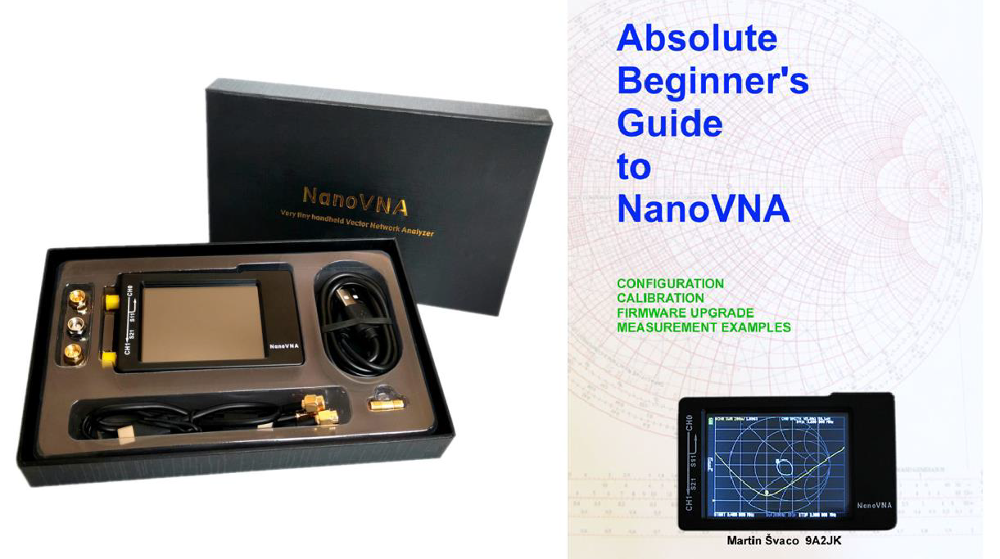 NanoVNA
Very tiny handheld Vector Network Analyzer
CH0
S11
CH1
S21
NanoVNA
Absolute
Beginner's
Guide
to
NanoVNA
CONFIGURATION
CALIBRATION
FIRMWARE UPGRADE
MEASUREMENT EXAMPLES
CH0
S11
CH1
S21
NanoVNA
Martin Švaco 9A2JK